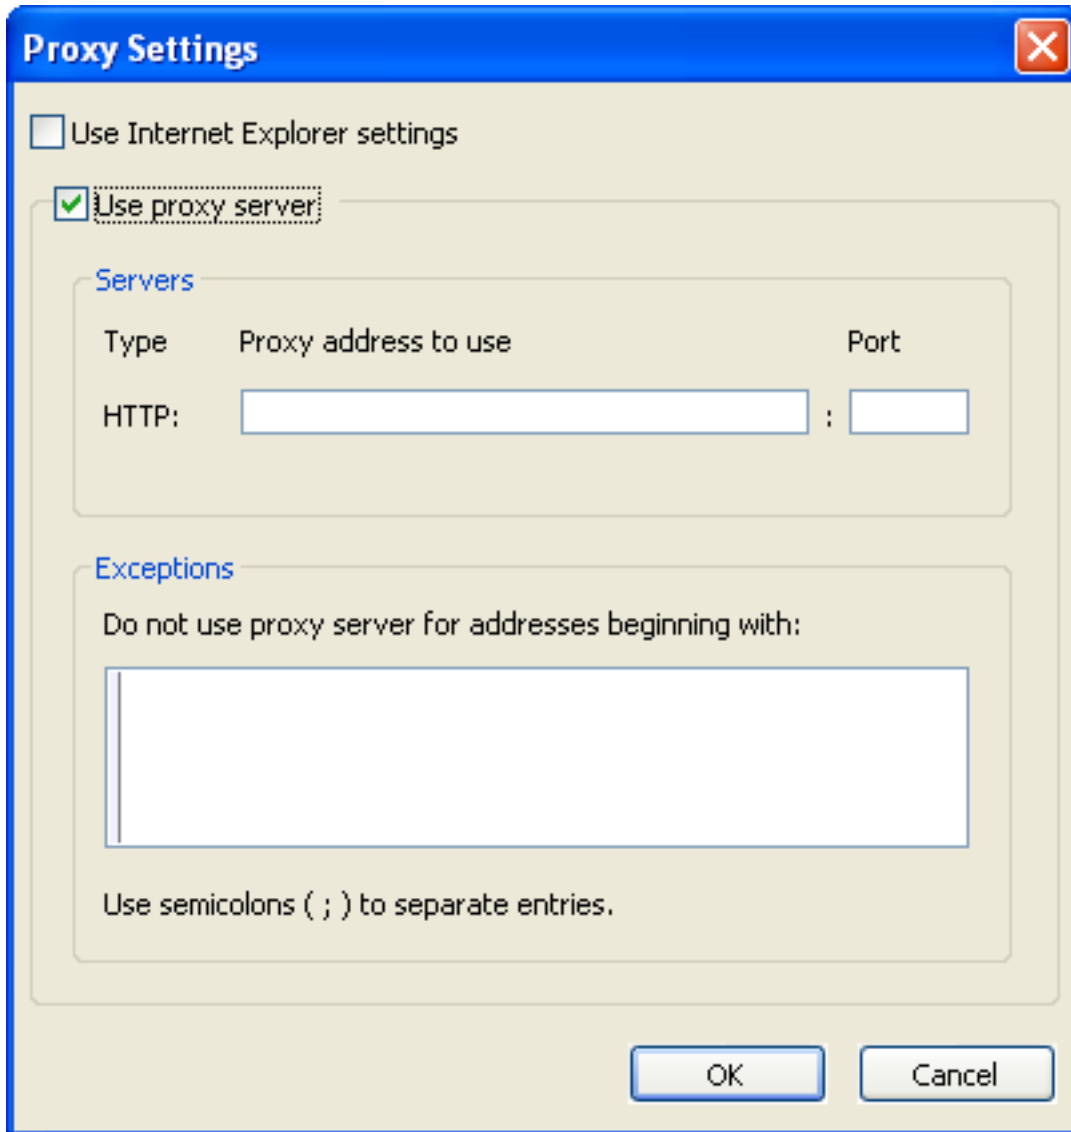 Proxy Settings
Use Internet Explorer settings
Use proxy server
Servers
Type Proxy address to use Port
HTTP: :
Exceptions
Do not use proxy server for addresses beginning with:
Use semicolons ( ; ) to separate entries.
OK Cancel